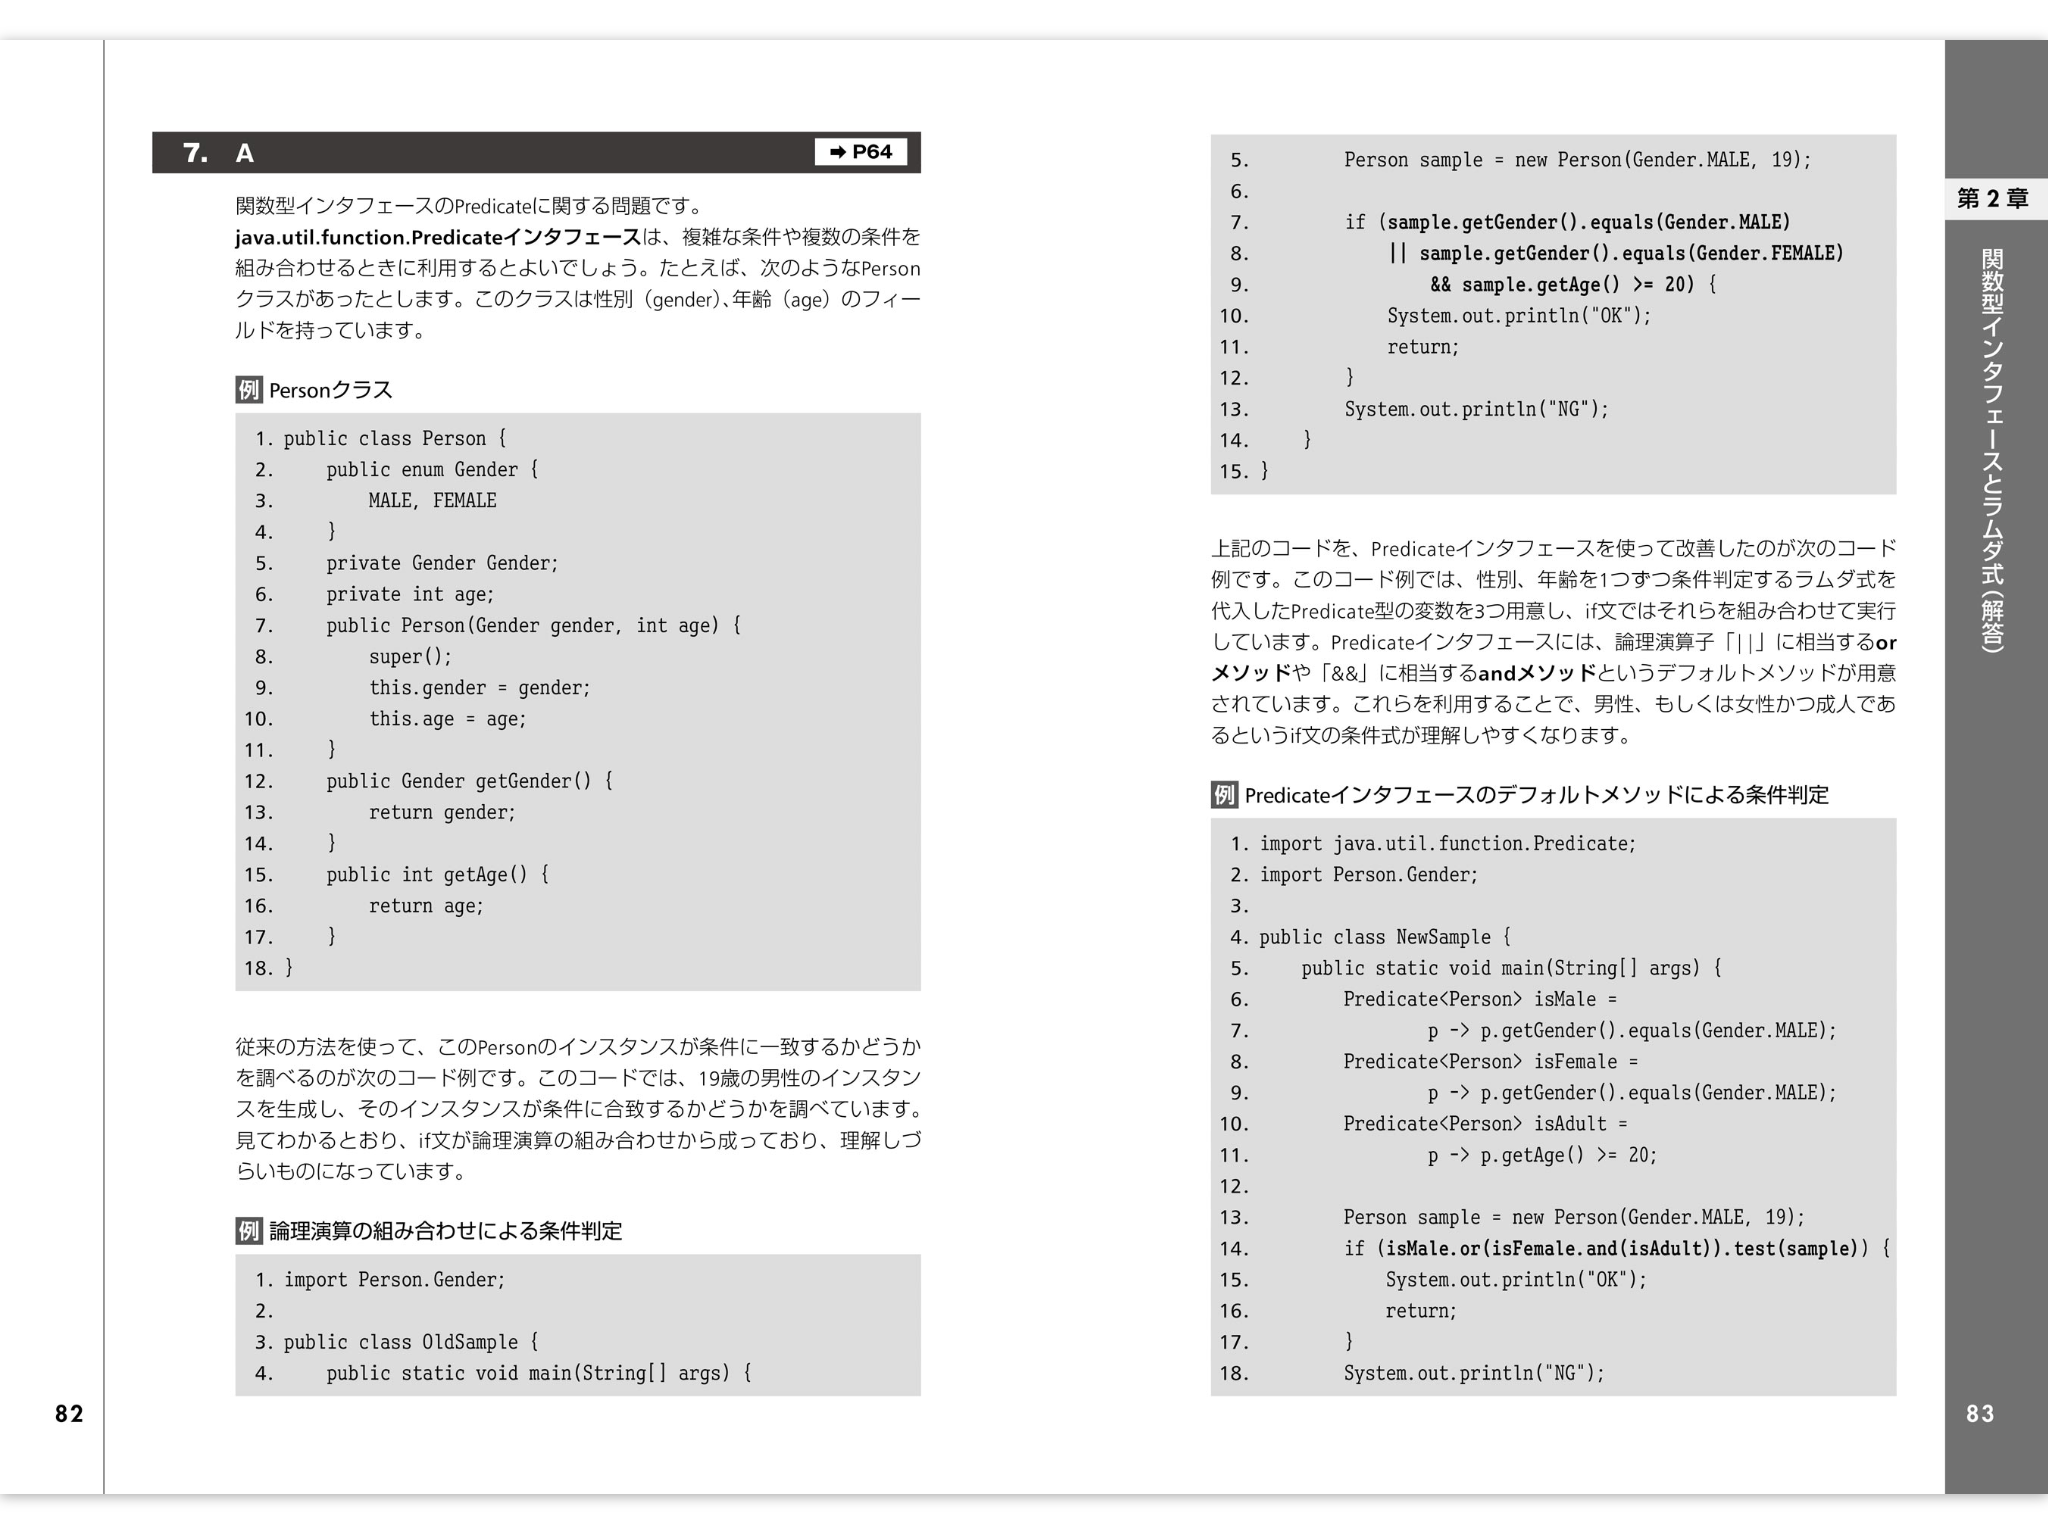 7. A
➡ P64
関数型インタフェースのPredicateに関する問題です。
java.util.function.Predicateインタフェースは、複雑な条件や複数の条件を
組み合わせるときに利用するとよいでしょう。たとえば、次のようなPerson
クラスがあったとします。このクラスは性別（gender）、年齢（age）のフィー
ルドを持っています。
例 Personクラス
1. public class Person {
2.     public enum Gender {
3.         MALE, FEMALE
4.     }
5.     private Gender Gender;
6.     private int age;
7.     public Person(Gender gender, int age) {
8.         super();
9.         this.gender = gender;
10.         this.age = age;
11.     }
12.     public Gender getGender() {
13.         return gender;
14.     }
15.     public int getAge() {
16.         return age;
17.     }
18. }
従来の方法を使って、このPersonのインスタンスが条件に一致するかどうか
を調べるのが次のコード例です。このコードでは、19歳の男性のインスタン
スを生成し、そのインスタンスが条件に合致するかどうかを調べています。
見てわかるとおり、if文が論理演算の組み合わせから成っており、理解しづ
らいものになっています。
例 論理演算の組み合わせによる条件判定
1. import Person.Gender;
2.
3. public class OldSample {
4.     public static void main(String[] args) {
82
5.         Person sample = new Person(Gender.MALE, 19);
6.
7.         if (sample.getGender().equals(Gender.MALE)
8.             || sample.getGender().equals(Gender.FEMALE)
9.                 && sample.getAge() >= 20) {
10.             System.out.println("OK");
11.             return;
12.         }
13.         System.out.println("NG");
14.     }
15. }
上記のコードを、Predicateインタフェースを使って改善したのが次のコード
例です。このコード例では、性別、年齢を1つずつ条件判定するラムダ式を
代入したPredicate型の変数を3つ用意し、if文ではそれらを組み合わせて実行
しています。Predicateインタフェースには、論理演算子「||」に相当するor
メソッドや「&&」に相当するandメソッドというデフォルトメソッドが用意
されています。これらを利用することで、男性、もしくは女性かつ成人であ
るというif文の条件式が理解しやすくなります。
例 Predicateインタフェースのデフォルトメソッドによる条件判定
1. import java.util.function.Predicate;
2. import Person.Gender;
3.
4. public class NewSample {
5.     public static void main(String[] args) {
6.         Predicate<Person> isMale =
7.                 p -> p.getGender().equals(Gender.MALE);
8.         Predicate<Person> isFemale =
9.                 p -> p.getGender().equals(Gender.MALE);
10.         Predicate<Person> isAdult =
11.                 p -> p.getAge() >= 20;
12.
13.         Person sample = new Person(Gender.MALE, 19);
14.         if (isMale.or(isFemale.and(isAdult)).test(sample)) {
15.             System.out.println("OK");
16.             return;
17.         }
18.         System.out.println("NG");
第2章
関数型インタフェースとラムダ式（解答）
83